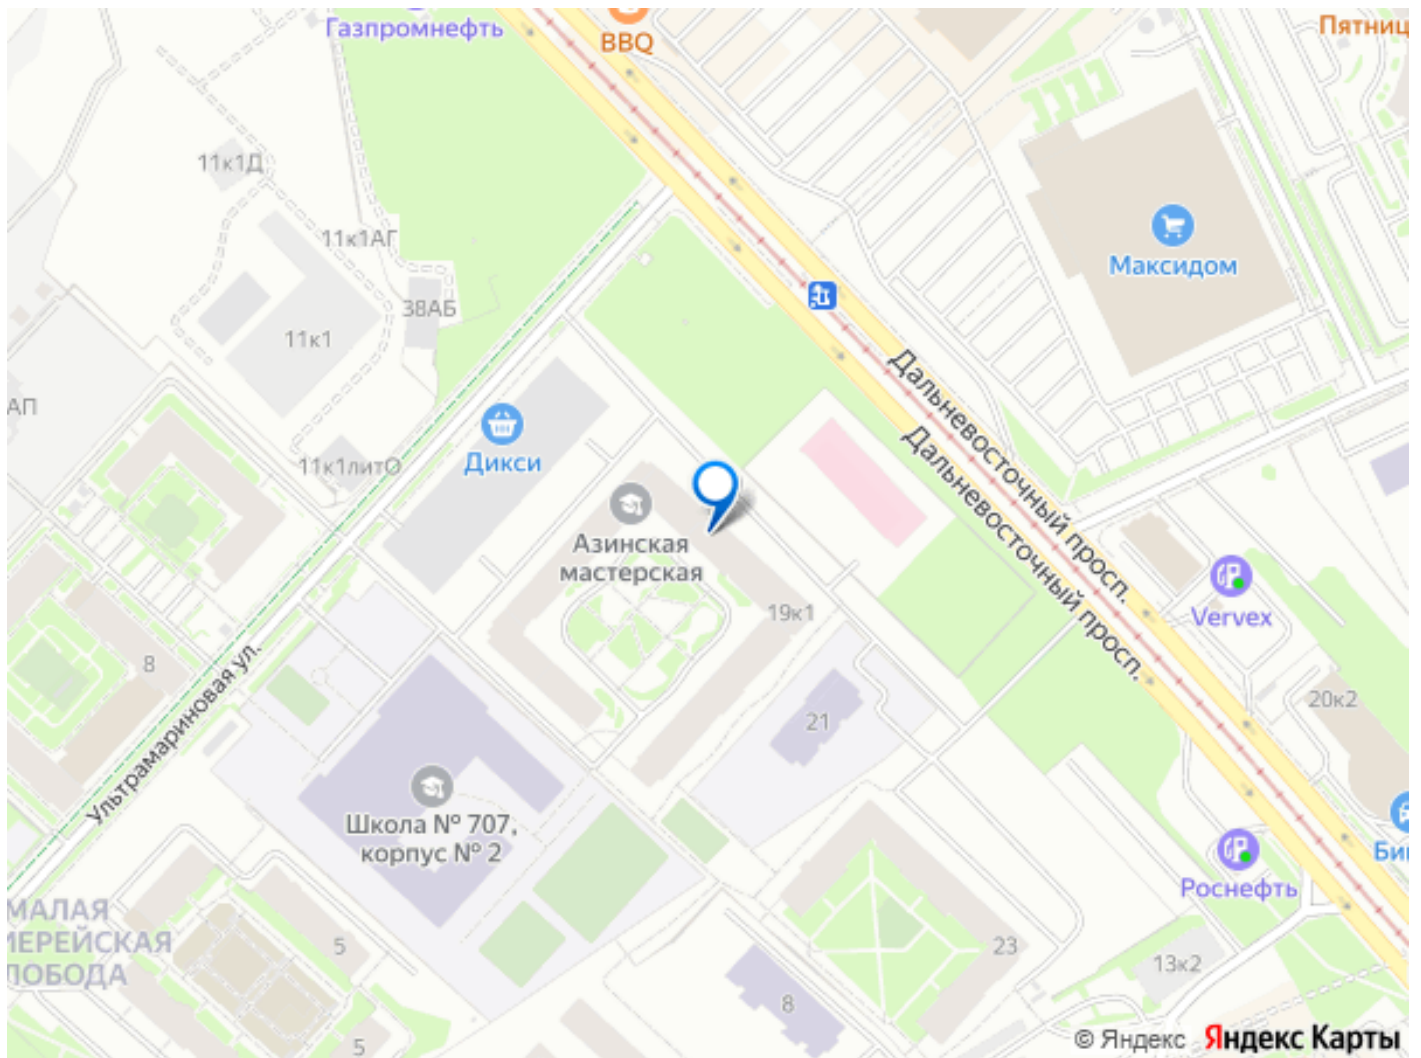 Газпромнефть
BBQ
Пятниц
11к1Д
11к1АГ
38АБ
11к1
Максидом
АП
Дикси
11к1литО
Дальневосточный просп.
Дальневосточный просп.
Азинская
мастерская
19к1
Vervex
8
Ультрамариновая ул.
21
20к2
Школа № 707,
корпус № 2
Роснефть
Би
МАЛАЯ
ИЕРЕЙСКАЯ
ЛОБОДА
5
23
13к2
8
5
© Яндекс Яндекс Карты